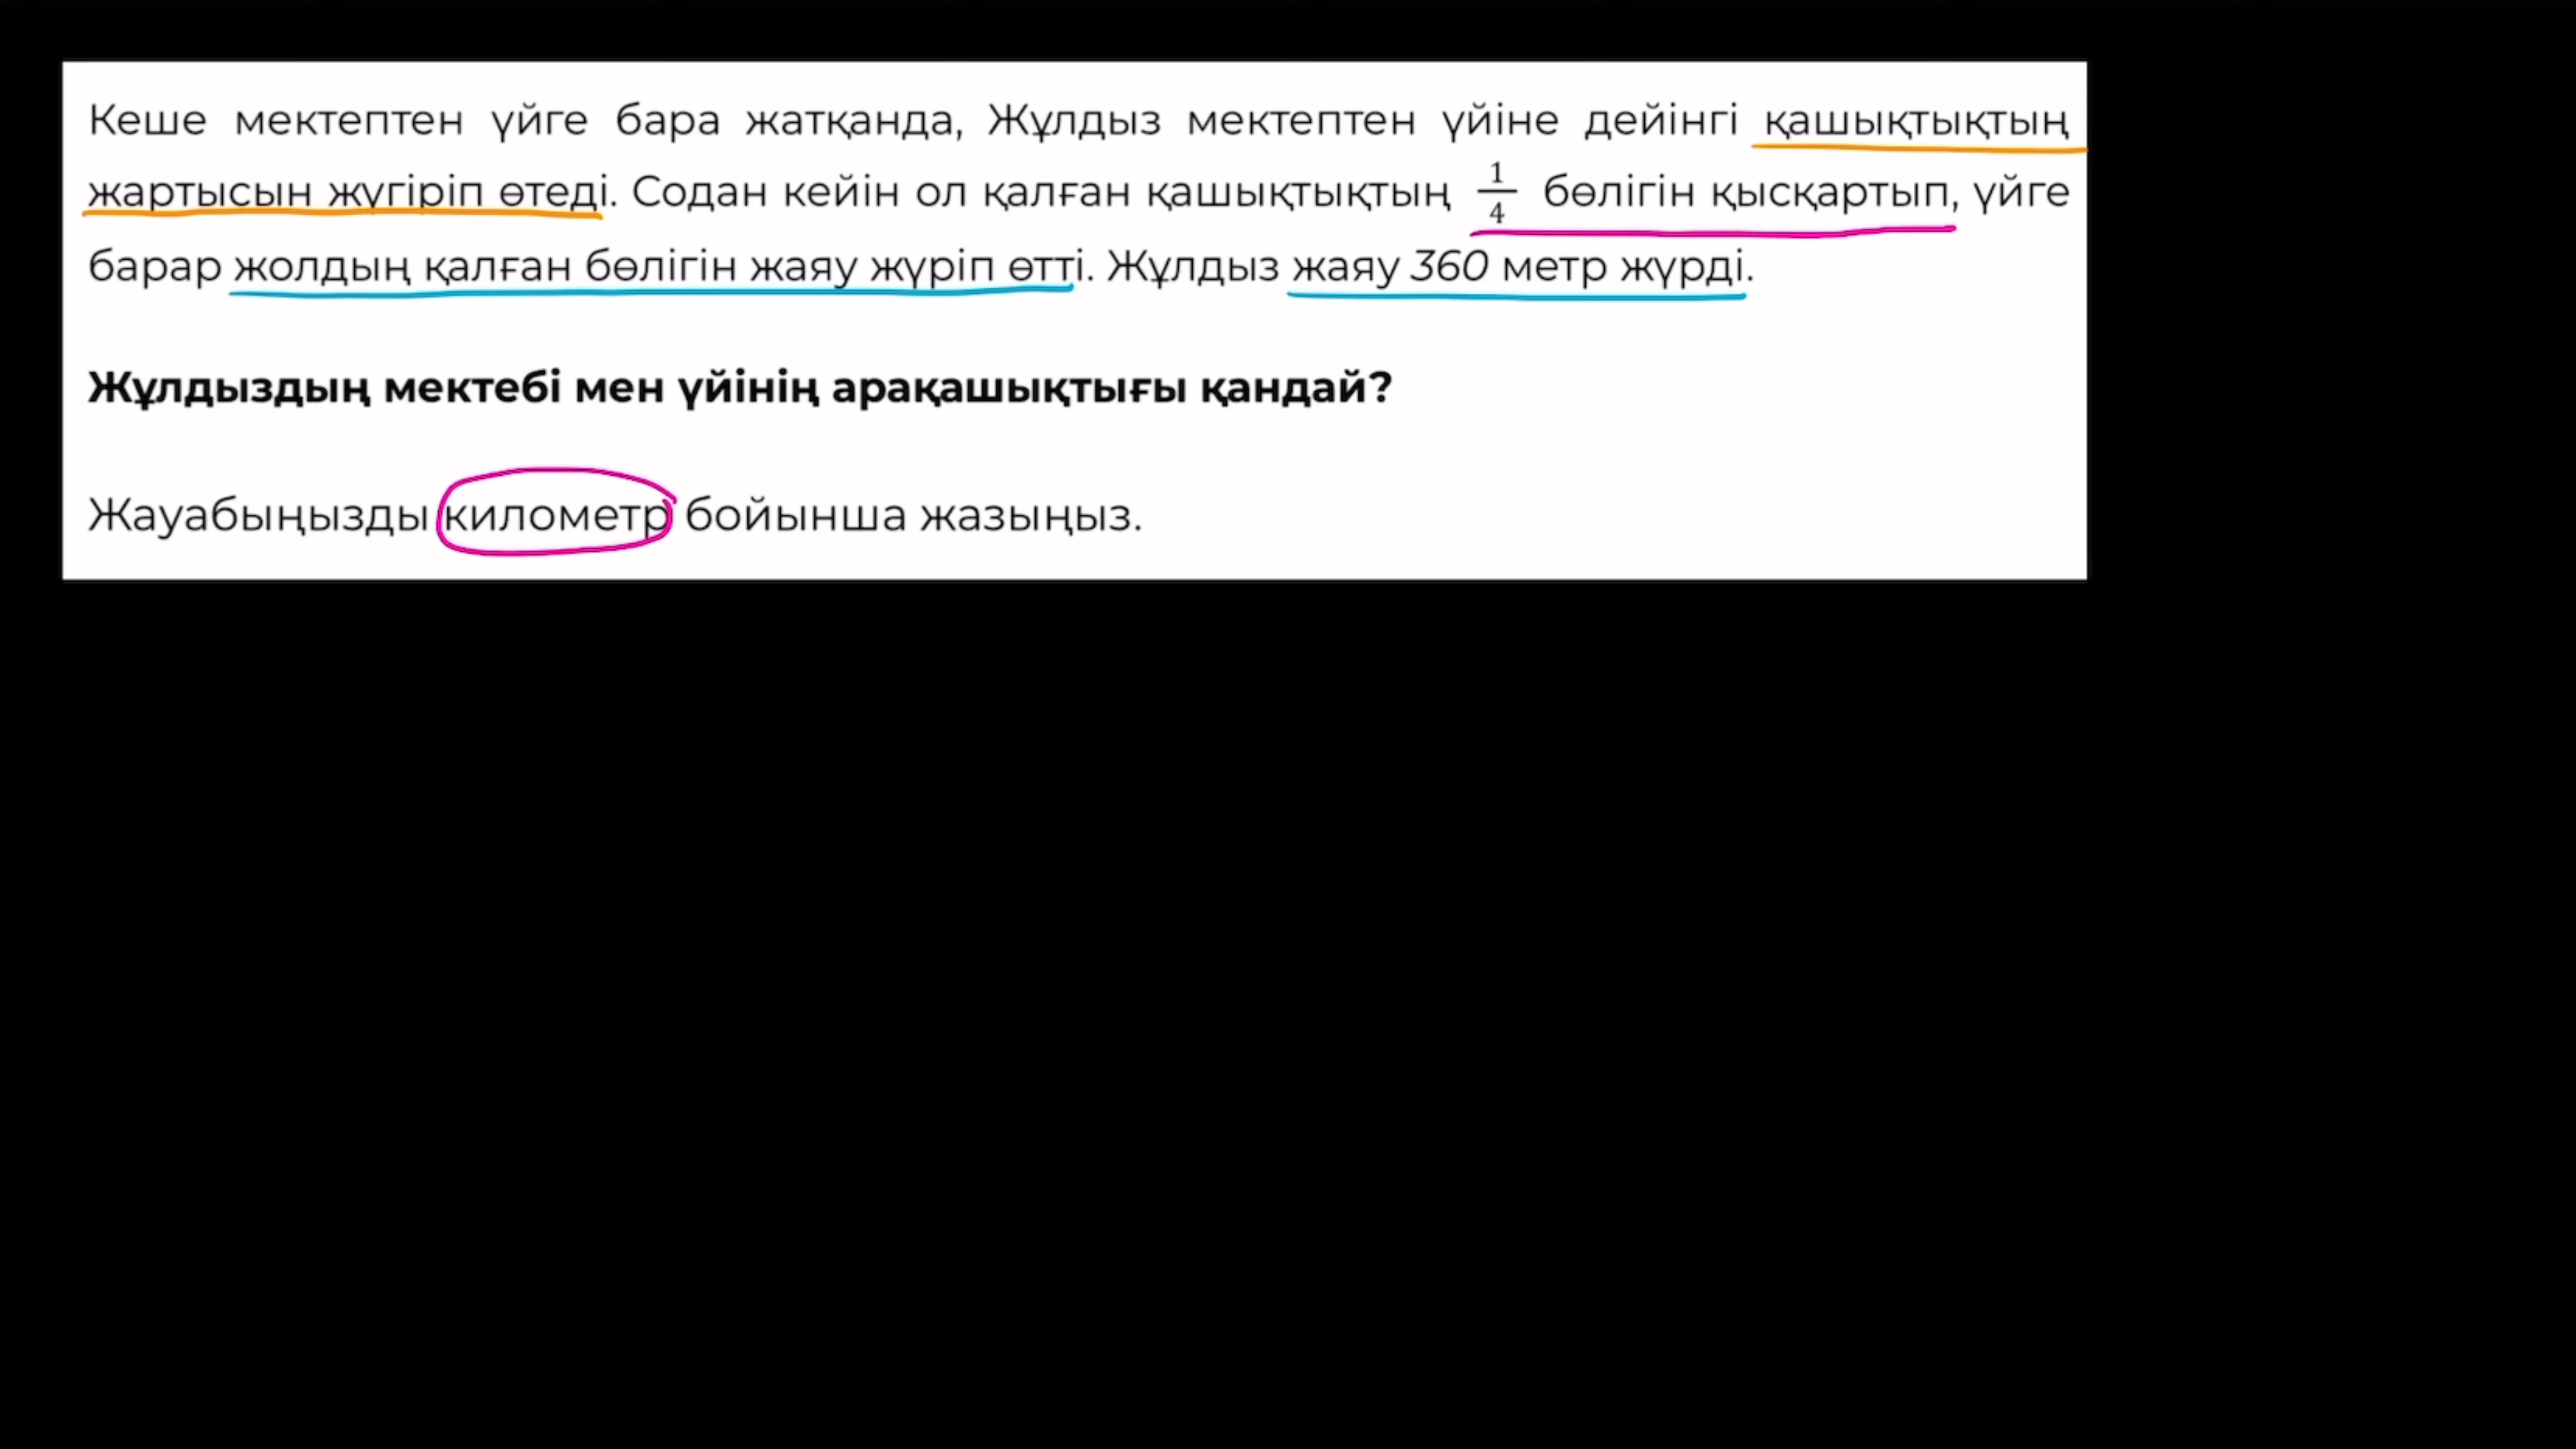 Кеше мектептен үйге бара жатқанда, Жұлдыз мектептен үйіне дейінгі қашықтықтың
жартысын жүгіріп өтеді. Содан кейін ол қалған қашықтықтың 1/4 бөлігін қысқартып, үйге
барар жолдың қалған бөлігін жаяу жүріп өтті. Жұлдыз жаяу 360 метр жүрді.
Жұлдыздың мектебі мен үйінің арақашықтығы қандай?
Жауабыңызды километр бойынша жазыңыз.